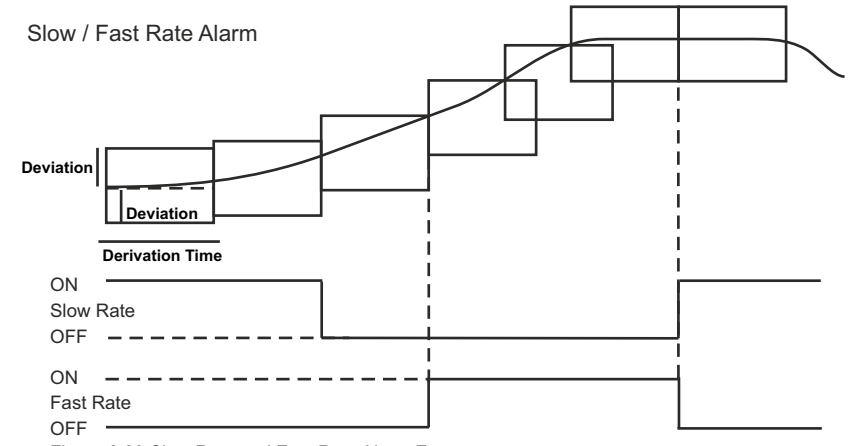 Slow / Fast Rate Alarm
Deviation
Deviation
Derivation Time
ON
Slow Rate
OFF
ON
Fast Rate
OFF